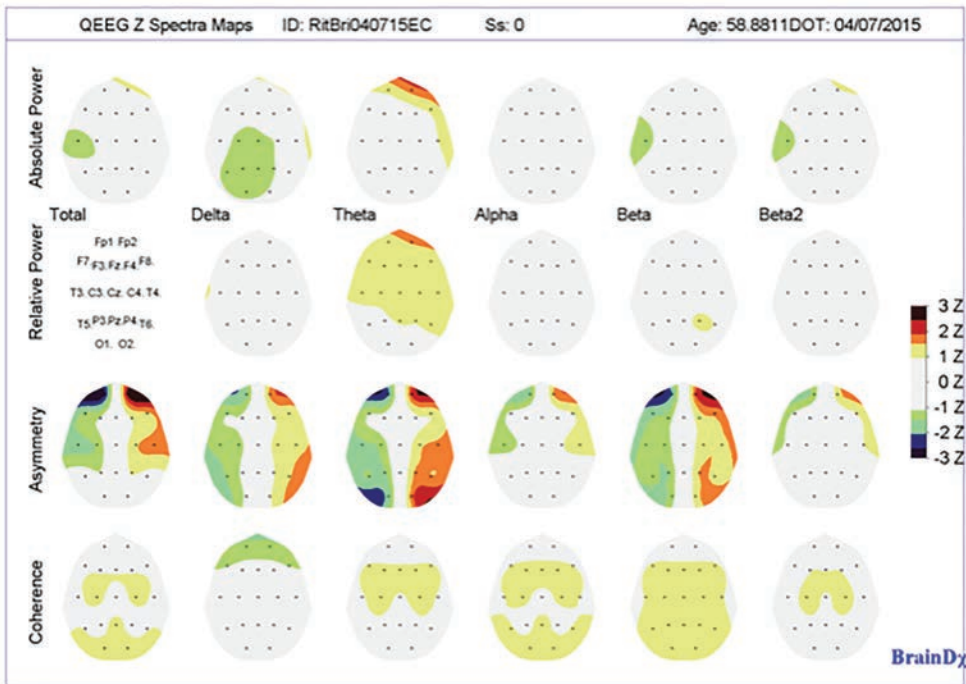 QEEG Z Spectra Maps ID: RitBri040715EC Ss: 0 Age: 58.8811DOT: 04/07/2015
Absolute Power
Total Delta Theta Alpha Beta Beta2
Relative Power
Fp1 Fp2
F7. F3. Fz. F4. F8.
T3. C3. Cz. C4. T4.
T5. P3. Pz. P4. T6.
O1. O2.
3 Z
2 Z
1 Z
0 Z
-1 Z
-2 Z
-3 Z
Asymmetry
Coherence
BrainDχ